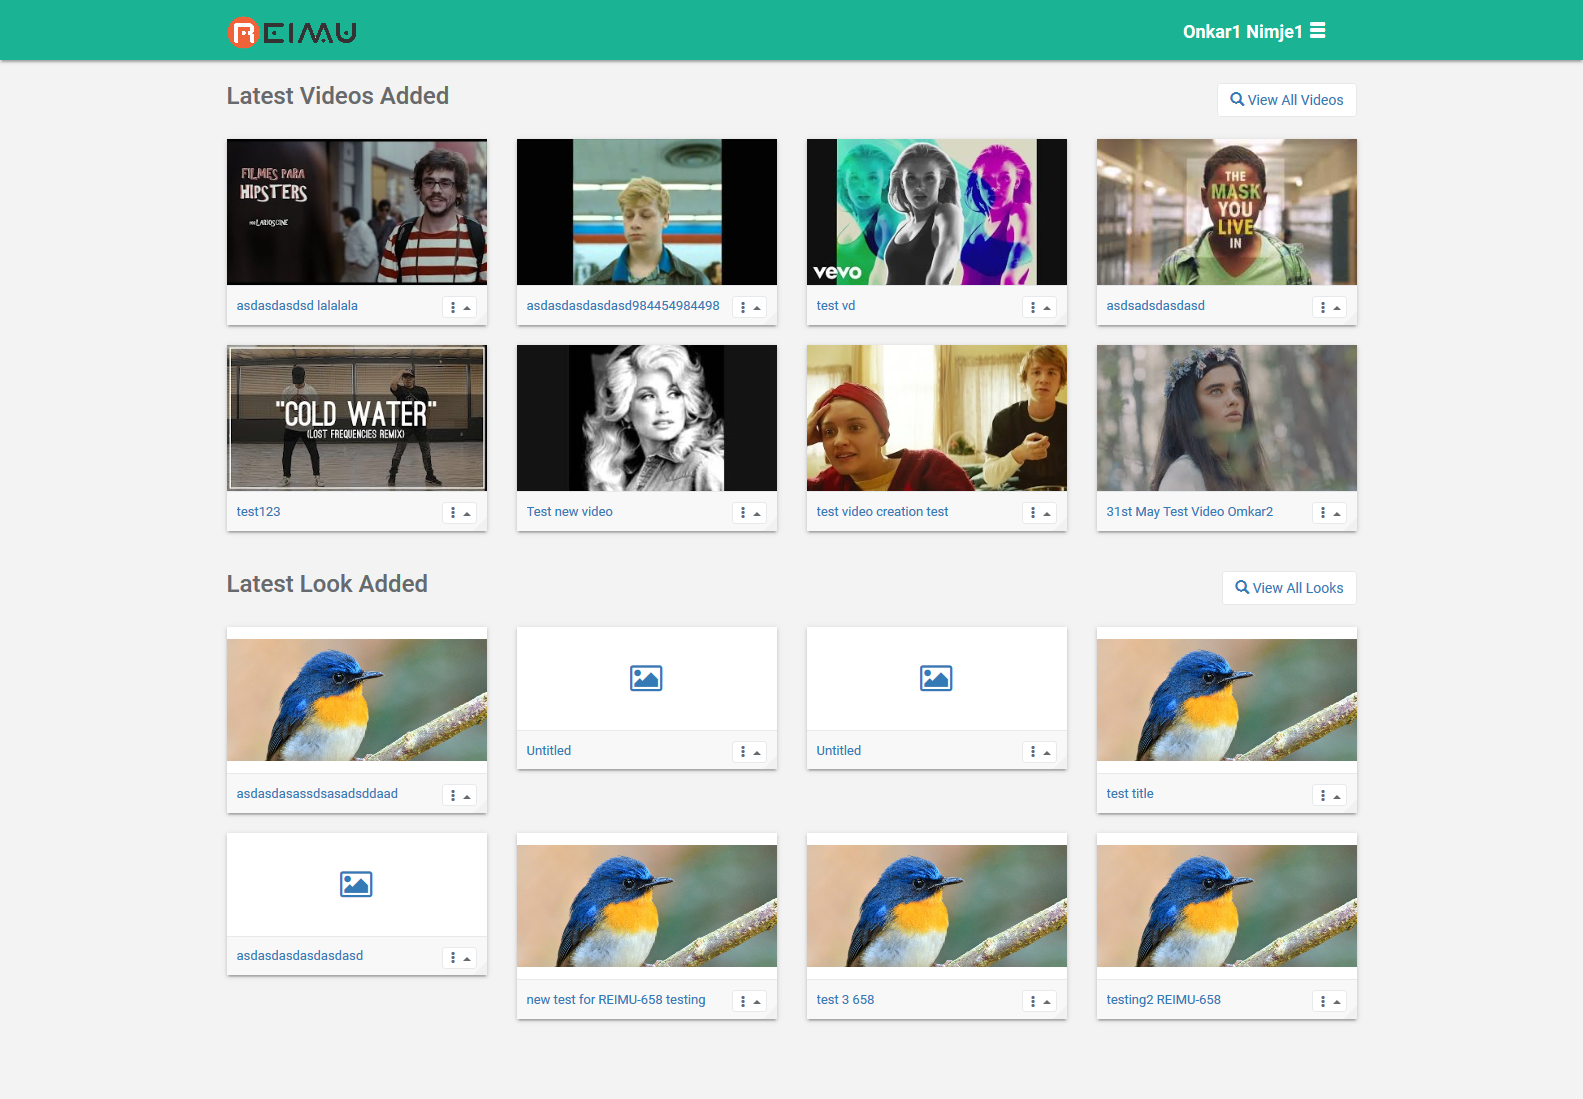 REIMU
Onkar1 Nimje1
Latest Videos Added
View All Videos
FILMES PARA
HIPSTERS
POR LARIOSCINE
vevo
THE
MASK
YOU
LIVE
IN
asdasdasdsd lalalala
asdasdasdasdasd984454984498
test vd
asdsadsdasdasd
"COLD WATER"
(LOST FREQUENCIES REMIX)
test123
Test new video
test video creation test
31st May Test Video Omkar2
Latest Look Added
View All Looks
asdasdasassdsasadsddaad
Untitled
Untitled
test title
asdasdasdasdasdasd
new test for REIMU-658 testing
test 3 658
testing2 REIMU-658